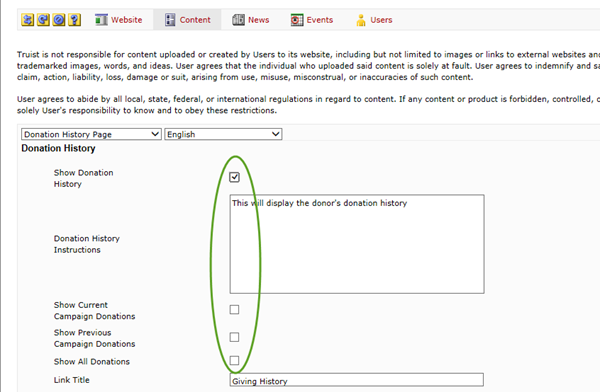 Website Content News Events Users
Truist is not responsible for content uploaded or created by Users to its website, including but not limited to images or links to external websites and
trademarked images, words, and ideas. User agrees that the individual who uploaded said content is solely at fault. User agrees to indemnify and sa
claim, action, liability, loss, damage or suit, arising from use, misuse, misconstrual, or inaccuracies of such content.
User agrees to abide by all local, state, federal, or international regulations in regard to content. If any content or product is forbidden, controlled, o
solely User's responsibility to know and to obey these restrictions.
Donation History Page English
Donation History
Show Donation
History
This will display the donor's donation history
Donation History
Instructions
Show Current
Campaign Donations
Show Previous
Campaign Donations
Show All Donations
Link Title Giving History